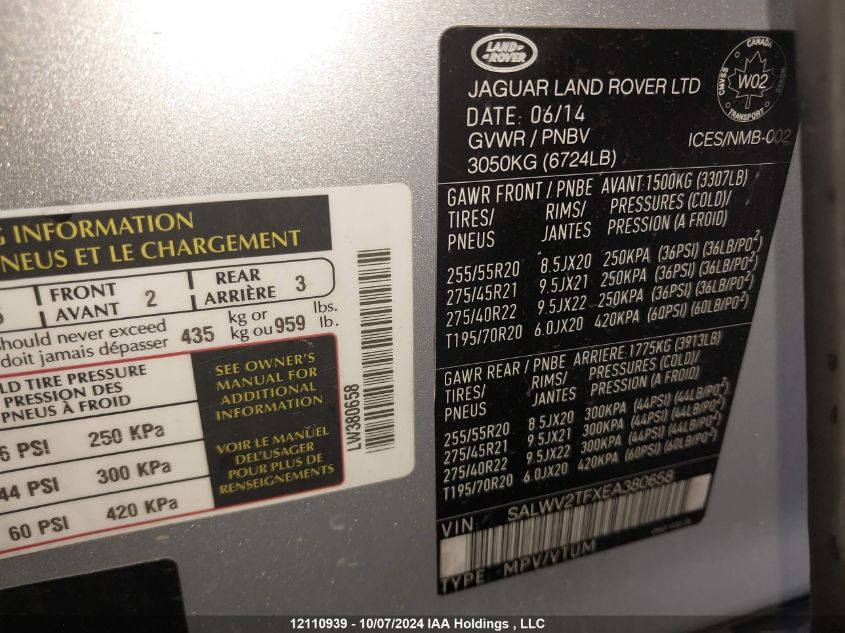 G INFORMATION
PNEUS ET LE CHARGEMENT
FRONT
AVANT 2
REAR
ARRIÈRE 3
should never exceed
doit jamais dépasser 435 kg or kg ou 959 lbs. lb.
LD TIRE PRESSURE
PRESSION DES
PNEUS À FROID
6 PSI 250 KPa
44 PSI 300 KPa
60 PSI 420 KPa
SEE OWNER'S
MANUAL FOR
ADDITIONAL
INFORMATION
VOIR LE MANUEL
DEL'USAGER
POUR PLUS DE
RENSEIGNEMENTS
LW380658
LAND ROVER
JAGUAR LAND ROVER LTD
DATE: 06/14
GVWR / PNBV
3050KG (6724LB)
CANADA
CMVSS
NSVAC
W02
TRANSPORT
ICES/NMB-002
GAWR FRONT / PNBE AVANT:1500KG (3307LB)
TIRES/ RIMS/ PRESSURES (COLD)/
PNEUS JANTES PRESSION (A FROID)
255/55R20 8.5JX20 250KPA (36PSI) (36LB/PO²)
275/45R21 9.5JX21 250KPA (36PSI) (36LB/PO²)
275/40R22 9.5JX22 250KPA (36PSI) (36LB/PO²)
T195/70R20 6.0JX20 420KPA (60PSI) (60LB/PO²)
GAWR REAR / PNBE ARRIERE:1775KG (3913LB)
TIRES/ RIMS/ PRESSURES (COLD)/
PNEUS JANTES PRESSION (A FROID)
255/55R20 8.5JX20 300KPA (44PSI) (44LB/PO²)
275/45R21 9.5JX21 300KPA (44PSI) (44LB/PO²)
275/40R22 9.5JX22 300KPA (44PSI) (44LB/PO²)
T195/70R20 6.0JX20 420KPA (60PSI) (60LB/PO²)
VIN: SALWV2TFXEA380658
TYPE: MPV/VTUM
12110939 - 10/07/2024 IAA Holdings , LLC